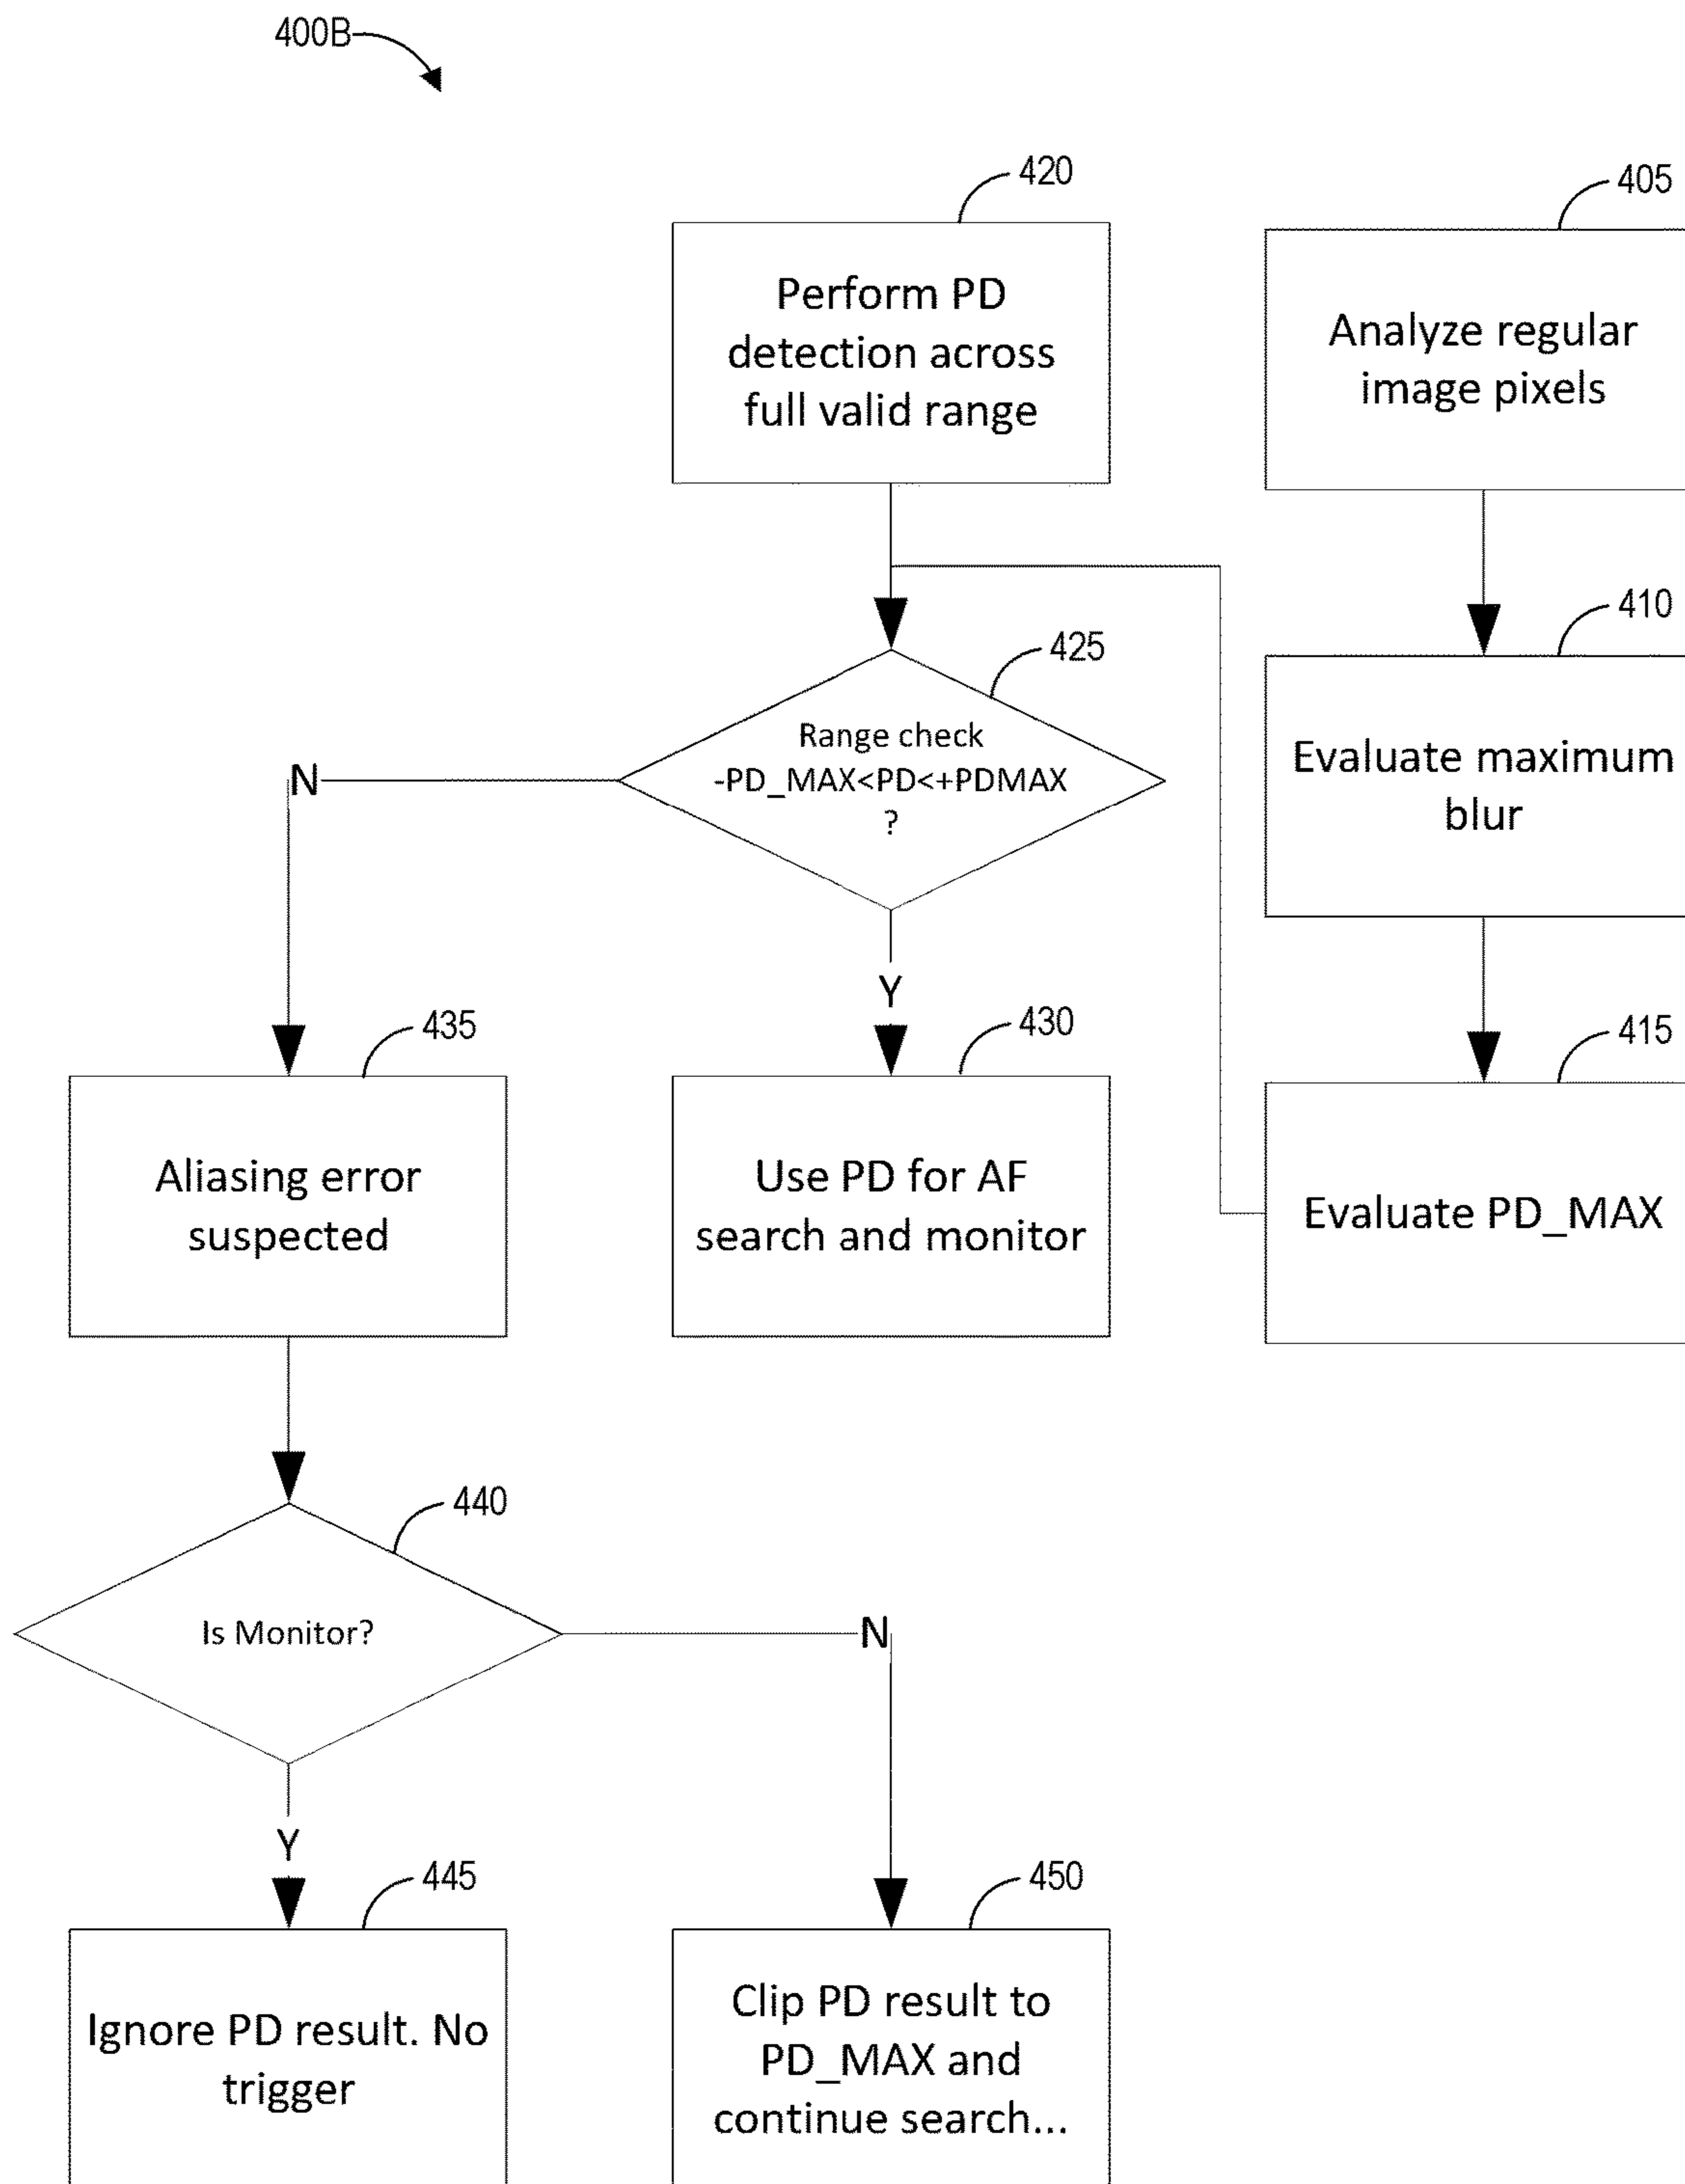 400B
420
Perform PD
detection across
full valid range
405
Analyze regular
image pixels
410
Evaluate maximum
blur
415
Evaluate PD_MAX
425
Range check
-PD_MAX<PD<+PDMAX
?
N
Y
435
Aliasing error
suspected
430
Use PD for AF
search and monitor
440
Is Monitor?
N
Y
445
Ignore PD result. No
trigger
450
Clip PD result to
PD_MAX and
continue search...